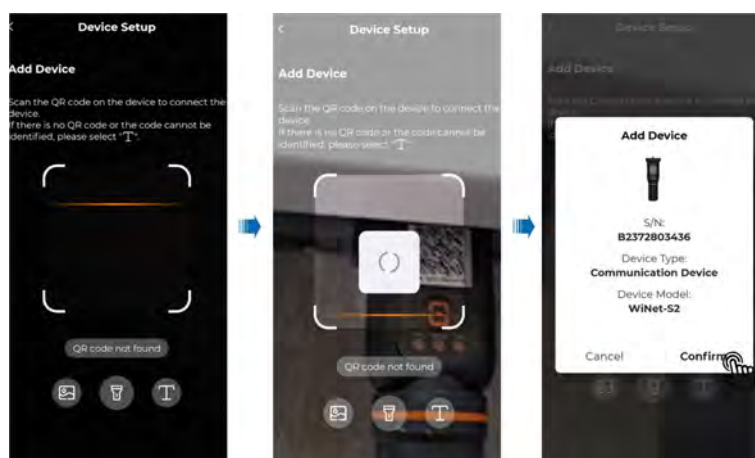 Device Setup
Add Device
Scan the QR code on the device to connect the
device.
If there is no QR code or the code cannot be
identified, please select "T".
QR code not found
T
Device Setup
Add Device
Scan the QR code on the device to connect the
device.
If there is no QR code or the code cannot be
identified, please select "T".
QR code not found
T
Device Setup
Add Device
Add Device
S/N:
B2372803436
Device Type:
Communication Device
Device Model:
WiNet-S2
Cancel
Confirm
T